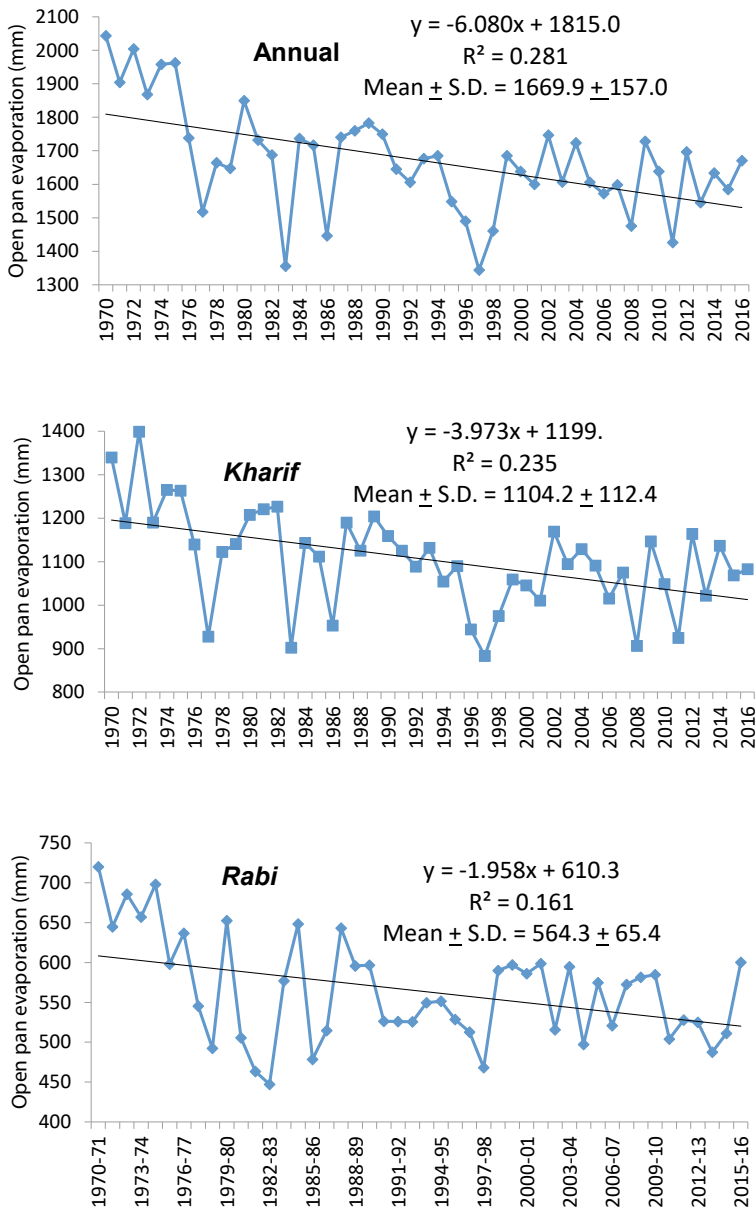 y = -6.080x + 1815.0
Annual
R² = 0.281
Mean + S.D. = 1669.9 + 157.0
Open pan evaporation (mm)
2100
2000
1900
1800
1700
1600
1500
1400
1300
1970 1972 1974 1976 1978 1980 1982 1984 1986 1988 1990 1992 1994 1996 1998 2000 2002 2004 2006 2008 2010 2012 2014 2016
y = -3.973x + 1199.
Kharif
R² = 0.235
Mean + S.D. = 1104.2 + 112.4
Open pan evaporation (mm)
1400
1300
1200
1100
1000
900
800
1970 1972 1974 1976 1978 1980 1982 1984 1986 1988 1990 1992 1994 1996 1998 2000 2002 2004 2006 2008 2010 2012 2014 2016
y = -1.958x + 610.3
Rabi
R² = 0.161
Mean + S.D. = 564.3 + 65.4
Open pan evaporation (mm)
750
700
650
600
550
500
450
400
1970-71 1973-74 1976-77 1979-80 1982-83 1985-86 1988-89 1991-92 1994-95 1997-98 2000-01 2003-04 2006-07 2009-10 2012-13 2015-16